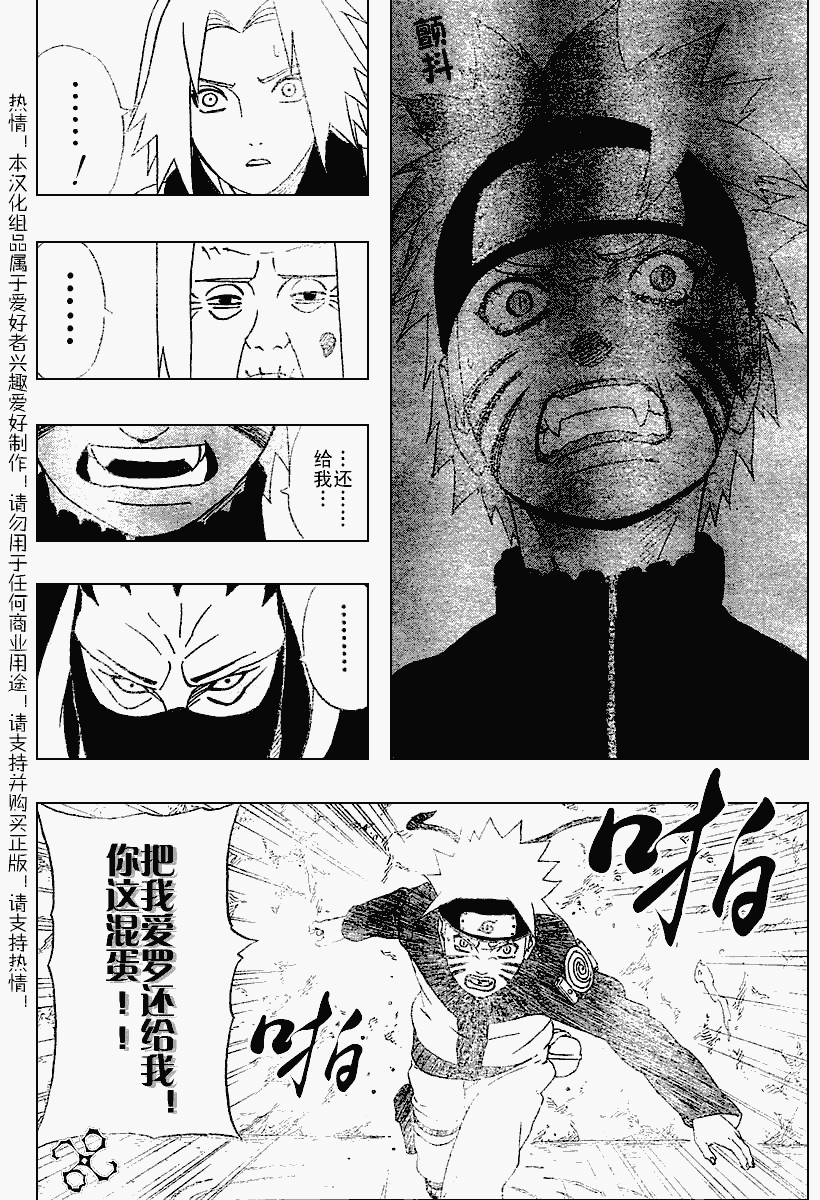 颤抖
………！
………
…还……
给我…
………
啪
把我爱罗还给我！
你这混蛋！！
啪
热情！本汉化组品属于爱好者兴趣爱好制作！请勿用于任何商业用途！请支持并购买正版！请支持热情！